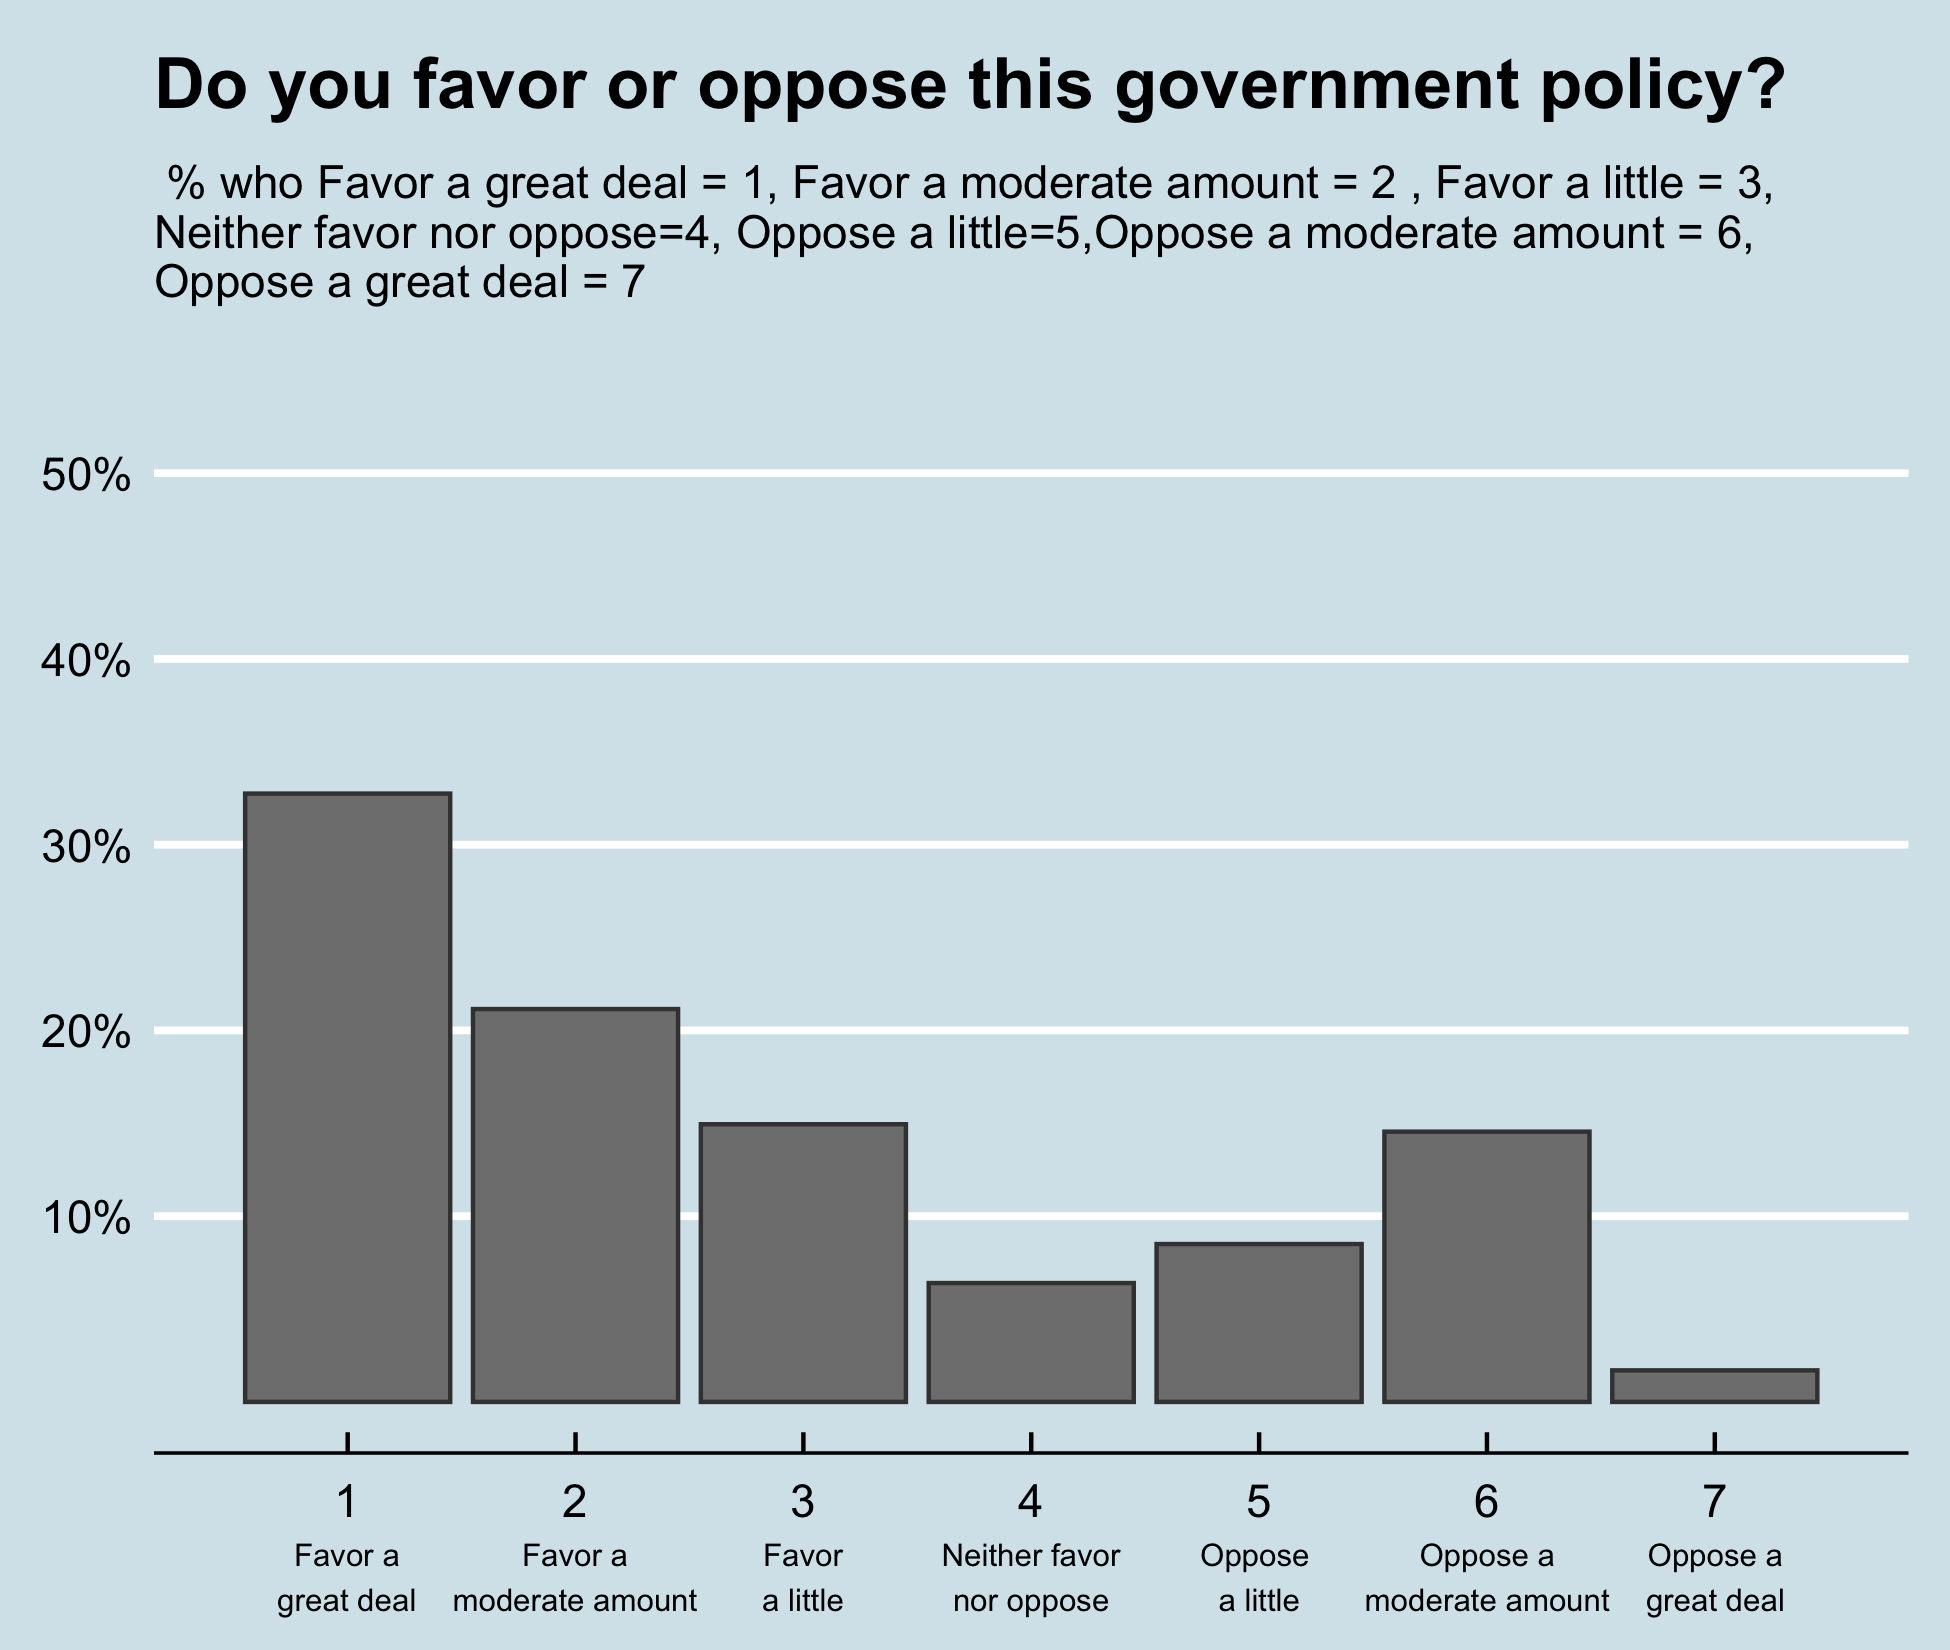 Do you favor or oppose this government policy?
% who Favor a great deal = 1, Favor a moderate amount = 2 , Favor a little = 3,
Neither favor nor oppose=4, Oppose a little=5,Oppose a moderate amount = 6,
Oppose a great deal = 7
50%
40%
30%
20%
10%
1 2 3 4 5 6 7
Favor a Favor a Favor Neither favor Oppose Oppose a Oppose a
great deal moderate amount a little nor oppose a little moderate amount great deal